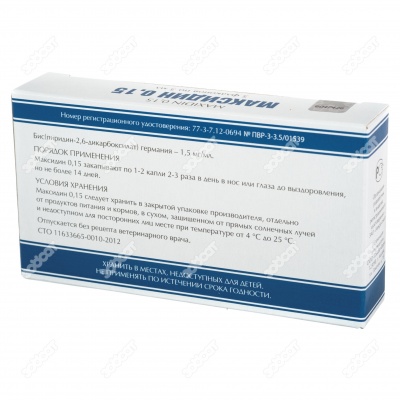 MAXIDIN 0,15
МАКСИДИН 0,15
Номер регистрационного удостоверения: 77-3-7.12-0694 № ПВР-3-3.5/01539
Бис(пиридин-2,6-дикарбоксилат) германия – 1,5 мг/мл.
ПОРЯДОК ПРИМЕНЕНИЯ
Максидин 0,15 закапывают по 1-2 капли 2-3 раза в день в нос или глаза до выздоровления,
но не более 14 дней.
УСЛОВИЯ ХРАНЕНИЯ
Максидин 0,15 следует хранить в закрытой упаковке производителя, отдельно
от продуктов питания и кормов, в сухом, защищенном от прямых солнечных лучей
и недоступном для посторонних лиц месте при температуре от 4 °С до 25 °С.
Отпускается без рецепта ветеринарного врача.
СТО 11633665-0010-2012
ХРАНИТЬ В МЕСТАХ, НЕДОСТУПНЫХ ДЛЯ ДЕТЕЙ.
НЕ ПРИМЕНЯТЬ ПО ИСТЕЧЕНИИ СРОКА ГОДНОСТИ.